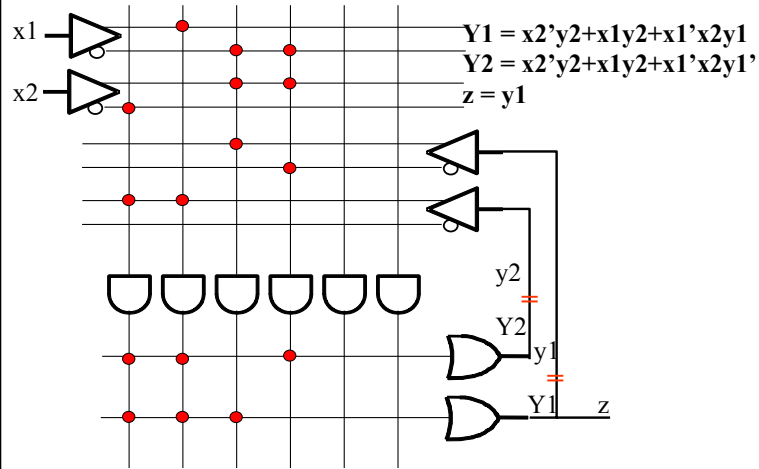 x1
Y1 = x2’y2+x1y2+x1’x2y1
Y2 = x2’y2+x1y2+x1’x2y1’
x2
z = y1
y2
Y2
y1
Y1
z